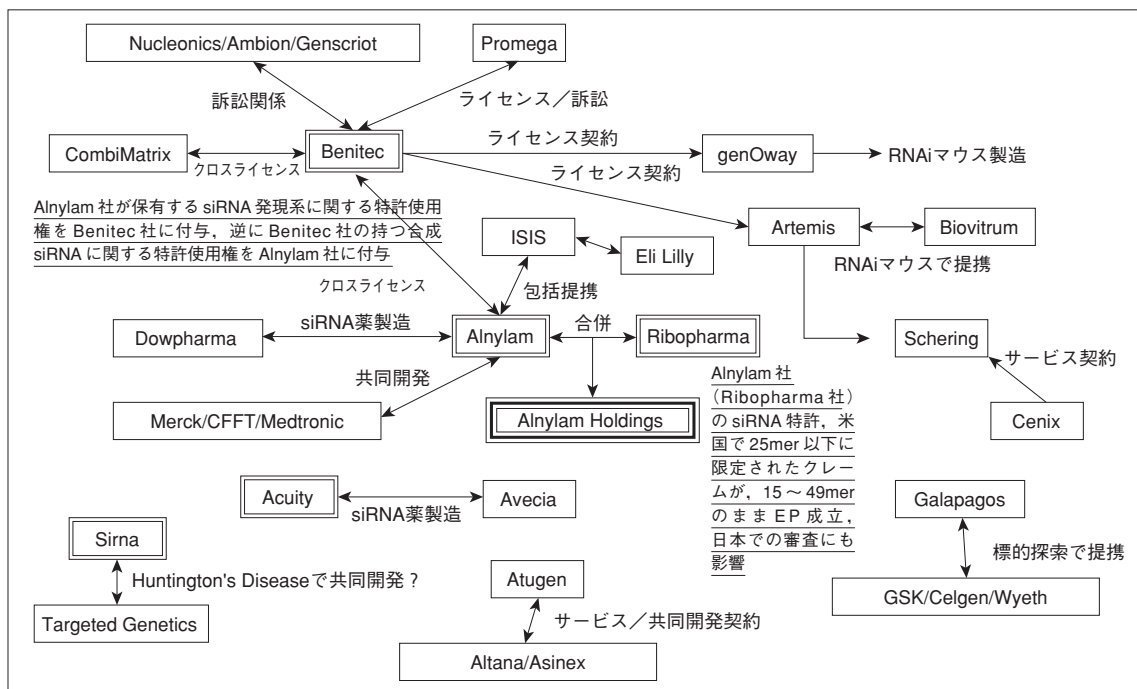 Nucleonics/Ambion/Genscriot
Promega
訴訟関係
ライセンス／訴訟
CombiMatrix
クロスライセンス
Benitec
ライセンス契約
genOway
RNAiマウス製造
ライセンス契約
Alnylam 社が保有する siRNA 発現系に関する特許使用
権を Benitec 社に付与，逆に Benitec 社の持つ合成
siRNA に関する特許使用権を Alnylam 社に付与
クロスライセンス
ISIS
Eli Lilly
包括提携
Artemis
Biovitrum
RNAiマウスで提携
Dowpharma
siRNA薬製造
Alnylam
合併
Ribopharma
Schering
サービス契約
Cenix
共同開発
Merck/CFFT/Medtronic
Alnylam Holdings
Alnylam 社
（Ribopharma 社）
の siRNA 特許，米
国で 25mer 以下に
限定されたクレー
ムが，15 〜 49mer
のまま EP 成立，
日本での審査にも
影響
Acuity
siRNA薬製造
Avecia
Galapagos
標的探索で提携
GSK/Celgen/Wyeth
Sirna
Huntington's Diseaseで共同開発？
Targeted Genetics
Atugen
サービス／共同開発契約
Altana/Asinex